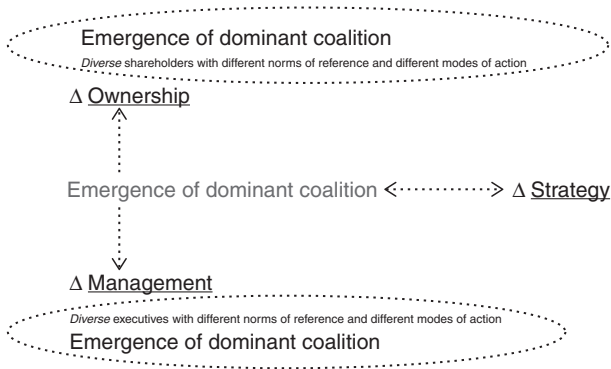 Emergence of dominant coalition
Diverse shareholders with different norms of reference and different modes of action
Δ Ownership
Emergence of dominant coalition
Δ Strategy
Δ Management
Diverse executives with different norms of reference and different modes of action
Emergence of dominant coalition